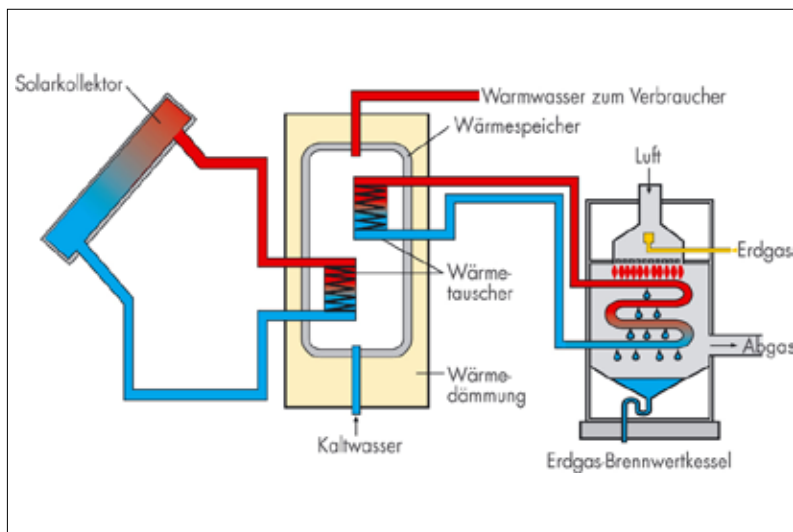 Solarkollektor
Warmwasser zum Verbraucher
Wärmespeicher
Luft
Erdgas
Wärme-
tauscher
Abgas
Wärme-
dämmung
Kaltwasser
Erdgas-Brennwertkessel